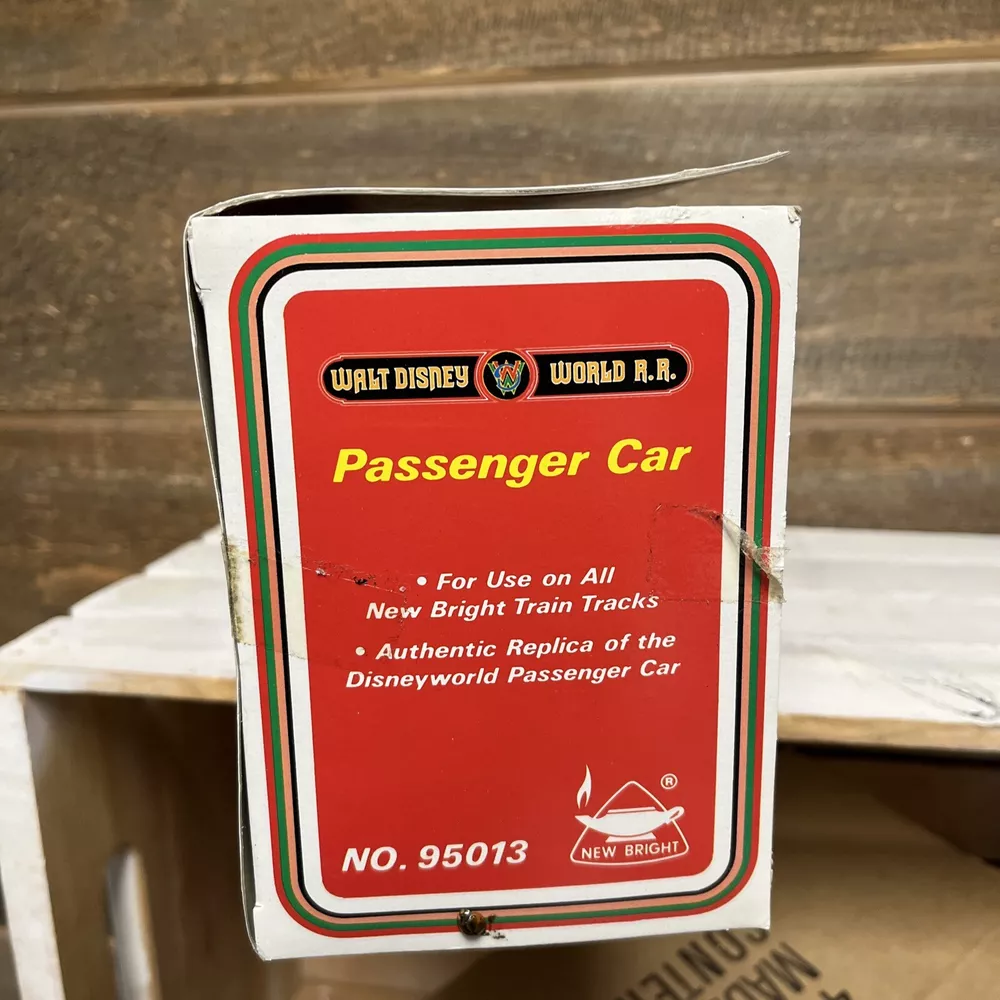 WALT DISNEY WORLD R.R.
Passenger Car
• For Use on All
New Bright Train Tracks
• Authentic Replica of the
Disneyworld Passenger Car
NO. 95013
®
NEW BRIGHT